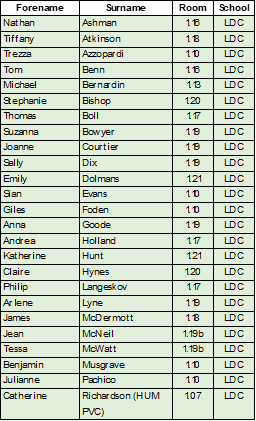 Forename Surname Room School
Nathan Ashman 1.16 LDC
Tiffany Atkinson 1.18 LDC
Trezza Azzopardi 1.10 LDC
Tom Benn 1.16 LDC
Michael Bernardin 1.13 LDC
Stephanie Bishop 1.20 LDC
Thomas Boll 1.17 LDC
Suzanna Bowyer 1.19 LDC
Joanne Courtier 1.19 LDC
Sally Dix 1.19 LDC
Emily Dolmans 1.21 LDC
Sian Evans 1.10 LDC
Giles Foden 1.10 LDC
Anna Goode 1.19 LDC
Andrea Holland 1.17 LDC
Katherine Hunt 1.21 LDC
Claire Hynes 1.20 LDC
Philip Langeskov 1.17 LDC
Arlene Lyne 1.19 LDC
James McDermott 1.18 LDC
Jean McNeil 1.19b LDC
Tessa McWatt 1.19b LDC
Benjamin Musgrave 1.10 LDC
Julianne Pachico 1.10 LDC
Catherine Richardson (HUM 1.07 LDC
PVC)